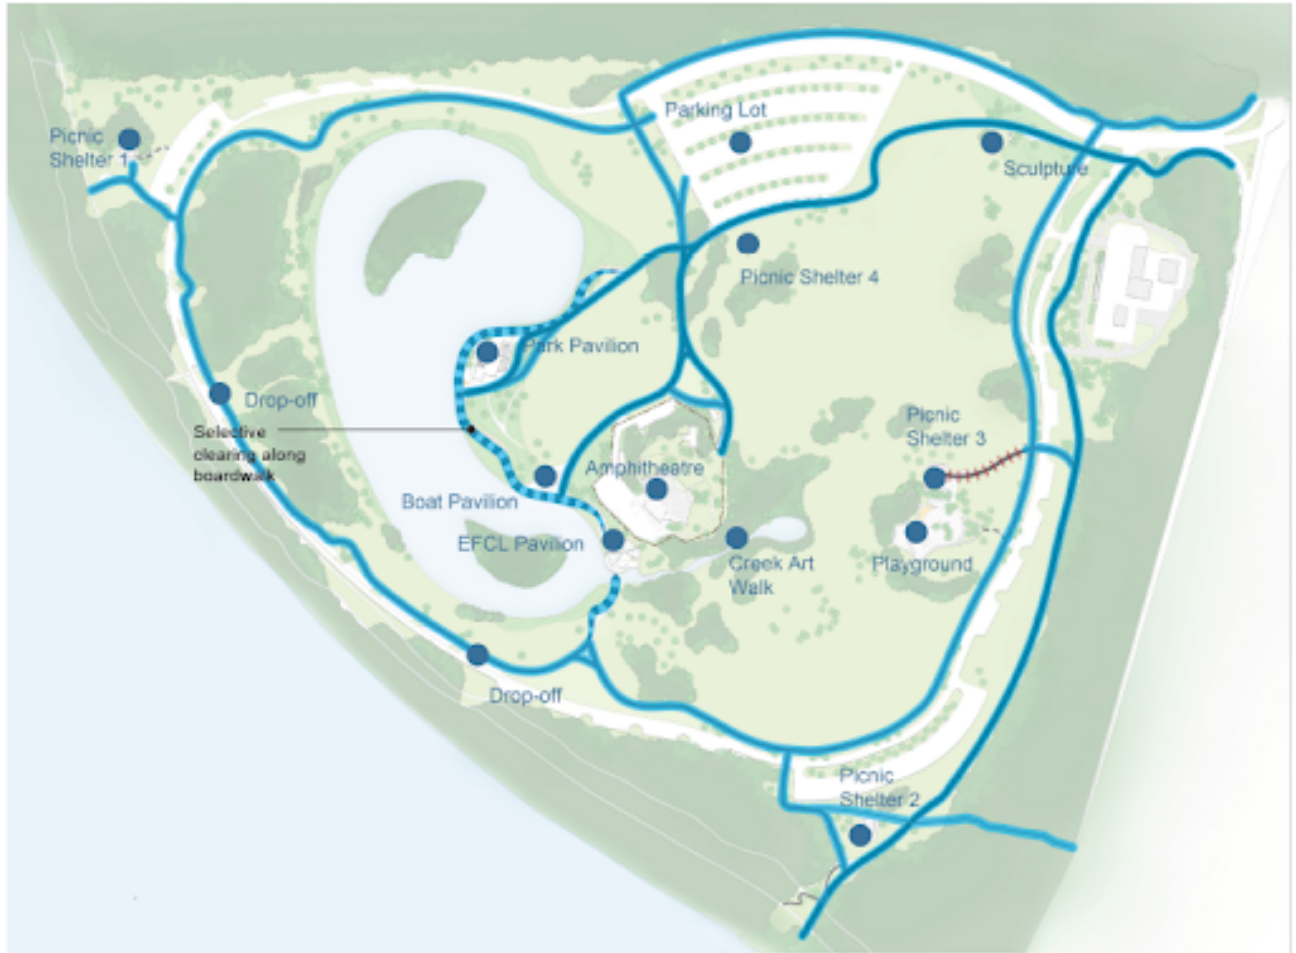 Parking Lot
Picnic
Shelter 1
Sculpture
Picnic Shelter 4
Park Pavilion
Drop-off
Selective
clearing along
boardwalk
Picnic
Shelter 3
Amphitheatre
Boat Pavilion
EFCL Pavilion
Creek Art
Walk
Playground
Drop-off
Picnic
Shelter 2